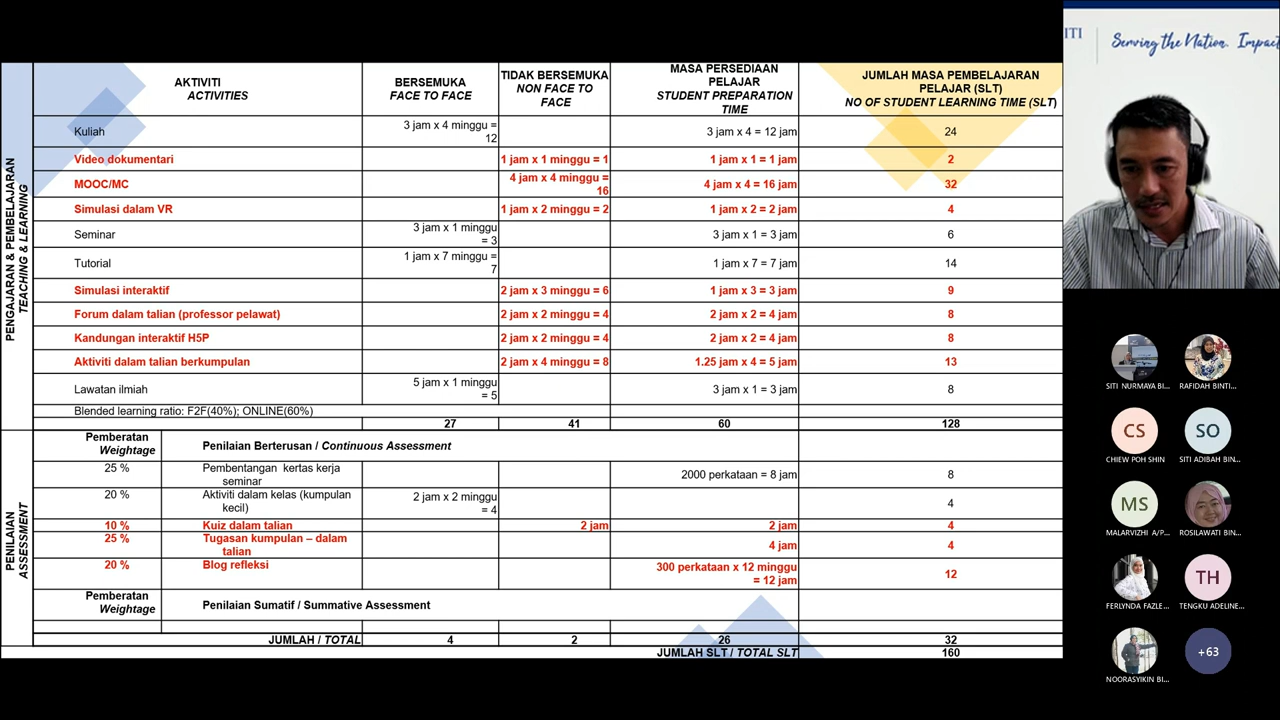 ITI
Serving the Nation. Impact
AKTIVITI
ACTIVITIES
BERSEMUKA
FACE TO FACE
TIDAK BERSEMUKA
NON FACE TO
FACE
MASA PERSEDIAAN
PELAJAR
STUDENT PREPARATION
TIME
JUMLAH MASA PEMBELAJARAN
PELAJAR (SLT)
NO OF STUDENT LEARNING TIME (SLT)
PENGAJARAN & PEMBELAJARAN
TEACHING & LEARNING
Kuliah
3 jam x 4 minggu =
12
3 jam x 4 = 12 jam
24
Video dokumentari
1 jam x 1 minggu = 1
1 jam x 1 = 1 jam
2
MOOC/MC
4 jam x 4 minggu =
16
4 jam x 4 = 16 jam
32
Simulasi dalam VR
1 jam x 2 minggu = 2
1 jam x 2 = 2 jam
4
Seminar
3 jam x 1 minggu
= 3
3 jam x 1 = 3 jam
6
Tutorial
1 jam x 7 minggu =
7
1 jam x 7 = 7 jam
14
Simulasi interaktif
2 jam x 3 minggu = 6
1 jam x 3 = 3 jam
9
Forum dalam talian (professor pelawat)
2 jam x 2 minggu = 4
2 jam x 2 = 4 jam
8
Kandungan interaktif H5P
2 jam x 2 minggu = 4
2 jam x 2 = 4 jam
8
Aktiviti dalam talian berkumpulan
2 jam x 4 minggu = 8
1.25 jam x 4 = 5 jam
13
Lawatan ilmiah
5 jam x 1 minggu
= 5
3 jam x 1 = 3 jam
8
Blended learning ratio: F2F(40%); ONLINE(60%)
27
41
60
128
PENILAIAN
ASSESSMENT
Pemberatan
Weightage
Penilaian Berterusan / Continuous Assessment
25 %
Pembentangan kertas kerja
seminar
2000 perkataan = 8 jam
8
20 %
Aktiviti dalam kelas (kumpulan
kecil)
2 jam x 2 minggu
= 4
4
10 %
Kuiz dalam talian
2 jam
2 jam
4
25 %
Tugasan kumpulan – dalam
talian
4 jam
4
20 %
Blog refleksi
300 perkataan x 12 minggu
= 12 jam
12
Pemberatan
Weightage
Penilaian Sumatif / Summative Assessment
JUMLAH / TOTAL
4
2
26
32
JUMLAH SLT / TOTAL SLT
160
SITI NURMAYA BI...
RAFIDAH BINTI...
CS
CHIEW POH SHIN
SO
SITI ADIBAH BIN...
MS
MALARVIZHI A/P...
ROSILAWATI BIN...
FERLYNDA FAZLE...
TH
TENGKU ADELINE...
NOORASYIKIN BI...
+63